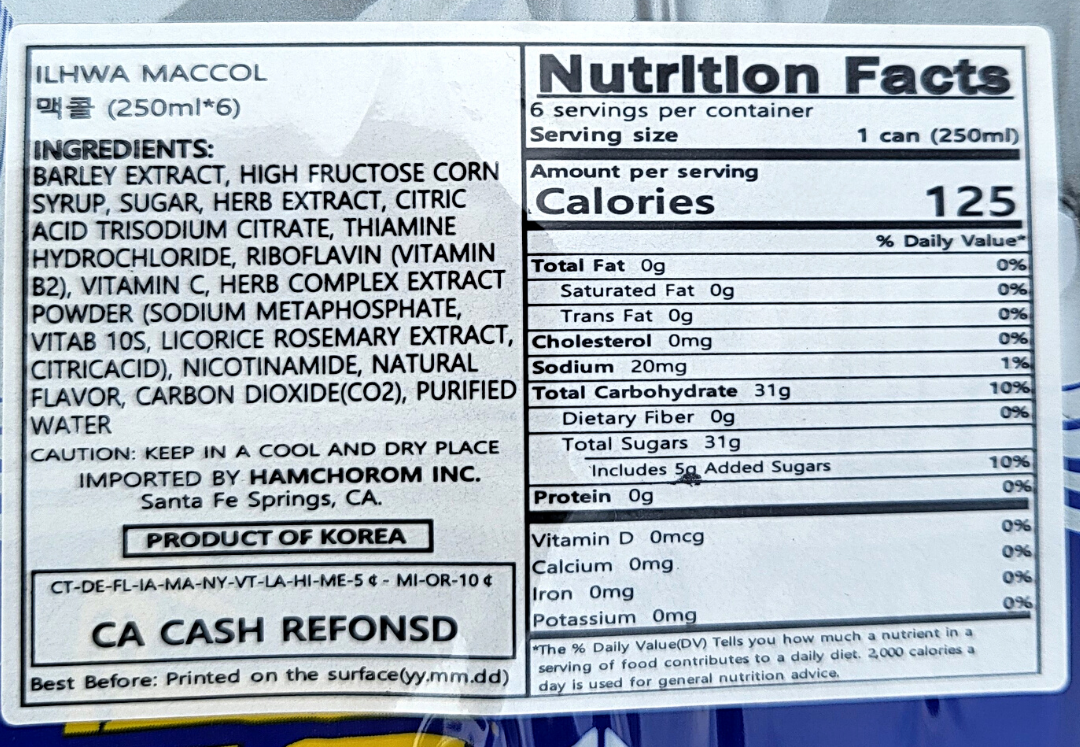 ILHWA MACCOL
맥콜 (250ml*6)
INGREDIENTS:
BARLEY EXTRACT, HIGH FRUCTOSE CORN
SYRUP, SUGAR, HERB EXTRACT, CITRIC
ACID TRISODIUM CITRATE, THIAMINE
HYDROCHLORIDE, RIBOFLAVIN (VITAMIN
B2), VITAMIN C, HERB COMPLEX EXTRACT
POWDER (SODIUM METAPHOSPHATE,
VITAB 10S, LICORICE ROSEMARY EXTRACT,
CITRICACID), NICOTINAMIDE, NATURAL
FLAVOR, CARBON DIOXIDE(CO2), PURIFIED
WATER
CAUTION: KEEP IN A COOL AND DRY PLACE
IMPORTED BY HAMCHOROM INC.
Santa Fe Springs, CA.
PRODUCT OF KOREA
CT-DE-FL-IA-MA-NY-VT-LA-HI-ME-5 ¢ - MI-OR-10 ¢
CA CASH REFONSD
Best Before: Printed on the surface(yy.mm.dd)
Nutrition Facts
6 servings per container
Serving size 1 can (250ml)
Amount per serving
Calories 125
% Daily Value*
Total Fat 0g 0%
Saturated Fat 0g 0%
Trans Fat 0g 0%
Cholesterol 0mg 0%
Sodium 20mg 1%
Total Carbohydrate 31g 10%
Dietary Fiber 0g 0%
Total Sugars 31g
Includes 5g Added Sugars 10%
Protein 0g 0%
Vitamin D 0mcg 0%
Calcium 0mg 0%
Iron 0mg 0%
Potassium 0mg 0%
*The % Daily Value(DV) Tells you how much a nutrient in a
serving of food contributes to a daily diet. 2,000 calories a
day is used for general nutrition advice.